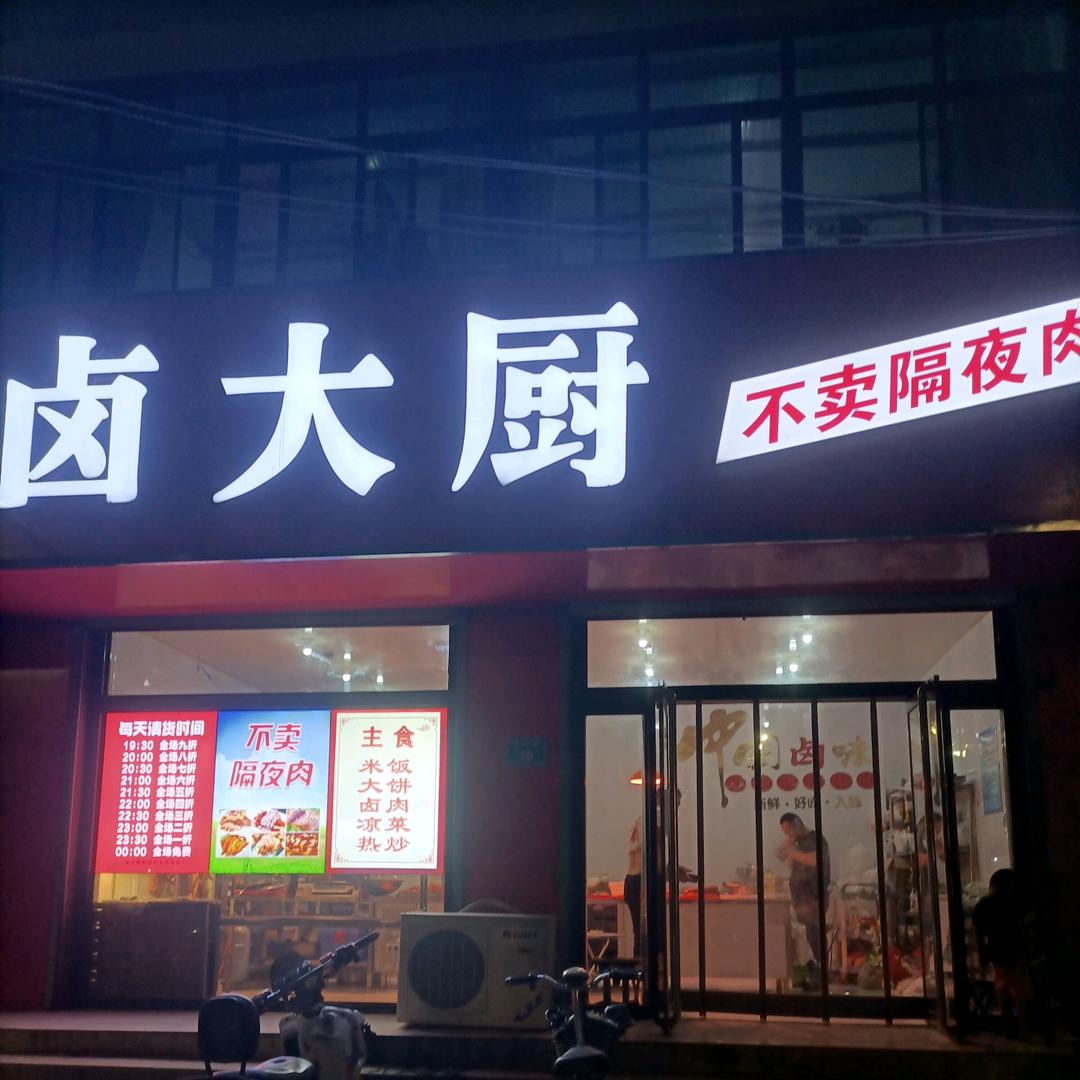 卤大厨
不卖隔夜肉
每天清货时间
19:30 全场九折
20:00 全场八折
20:30 全场七折
21:00 全场六折
21:30 全场五折
22:00 全场四折
22:30 全场三折
23:00 全场二折
23:30 全场一折
00:00 全场免费
不卖
隔夜肉
主食
米饭
大饼
卤肉
凉菜
热炒
中国卤味
新鲜·好吃·入味
GREE